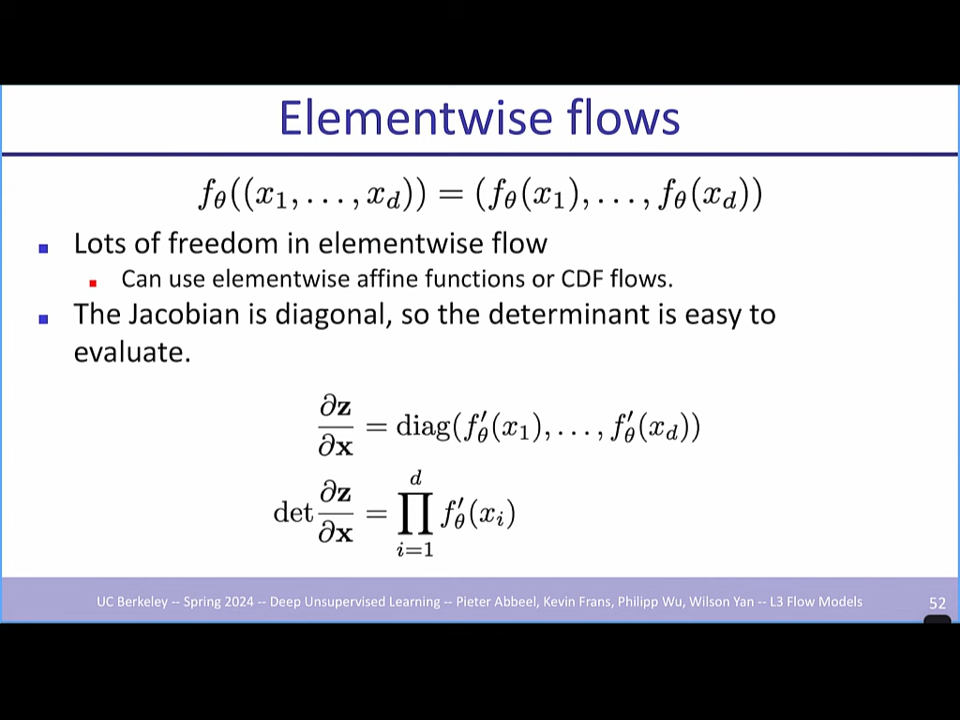 Elementwise flows
f_θ((x_1, . . . , x_d)) = (f_θ(x_1), . . . , f_θ(x_d))
■ Lots of freedom in elementwise flow
■ Can use elementwise affine functions or CDF flows.
■ The Jacobian is diagonal, so the determinant is easy to
evaluate.
∂z/∂x = diag(f′_θ(x_1), . . . , f′_θ(x_d))
det ∂z/∂x = ∏_{i=1}^{d} f′_θ(x_i)
UC Berkeley -- Spring 2024 -- Deep Unsupervised Learning -- Pieter Abbeel, Kevin Frans, Philipp Wu, Wilson Yan -- L3 Flow Models 52